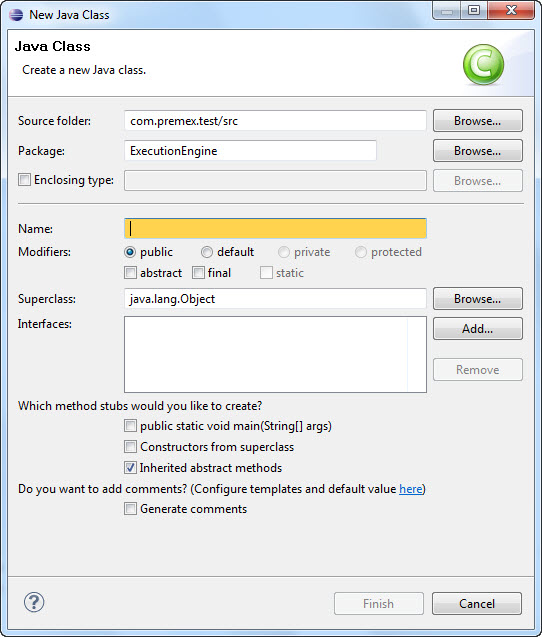 New Java Class
Java Class
Create a new Java class.
C
Source folder: com.premex.test/src Browse...
Package: ExecutionEngine Browse...
Enclosing type: Browse...
Name:
Modifiers: public default private protected
abstract final static
Superclass: java.lang.Object Browse...
Interfaces: Add...
Remove
Which method stubs would you like to create?
public static void main(String[] args)
Constructors from superclass
Inherited abstract methods
Do you want to add comments? (Configure templates and default value here)
Generate comments
? Finish Cancel